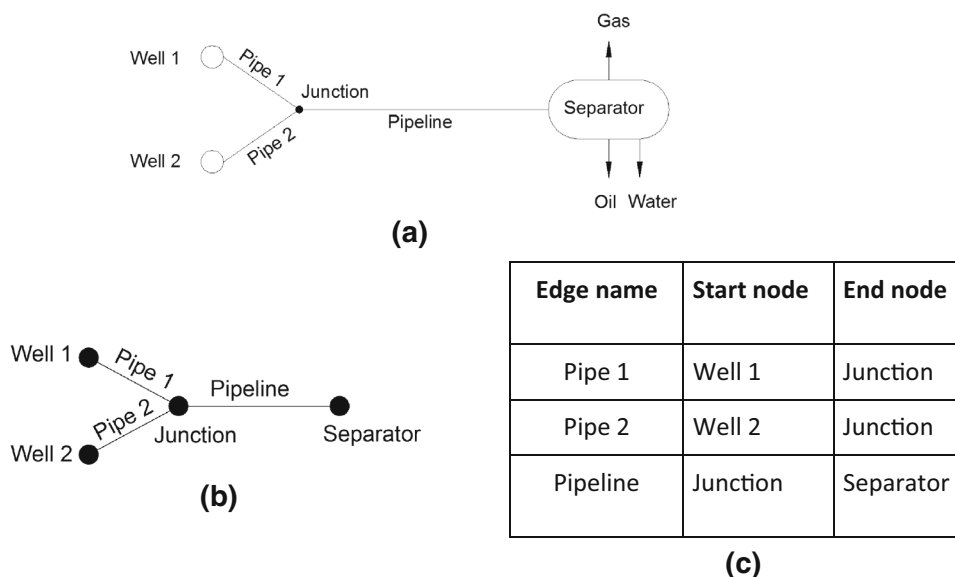 Gas
Well 1
Pipe 1
Junction
Separator
Pipeline
Pipe 2
Well 2
Oil Water
(a)
Well 1
Pipe 1
Pipeline
Pipe 2
Junction
Separator
Well 2
(b)
Edge name Start node End node
Pipe 1 Well 1 Junction
Pipe 2 Well 2 Junction
Pipeline Junction Separator
(c)